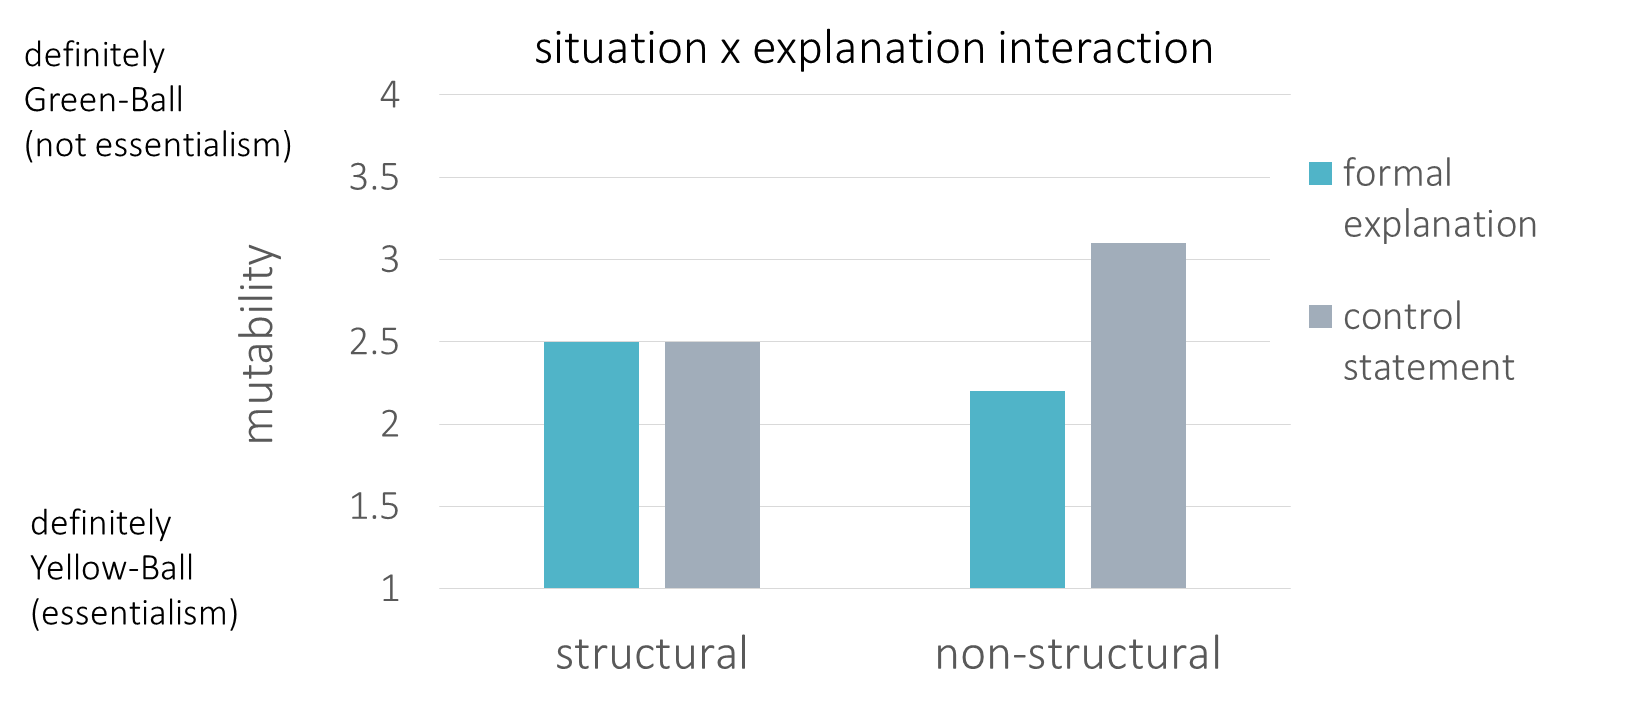 situation x explanation interaction
definitely
Green-Ball
(not essentialism)
4
3.5
3
2.5
2
1.5
1
mutability
definitely
Yellow-Ball
(essentialism)
structural
non-structural
formal
explanation
control
statement